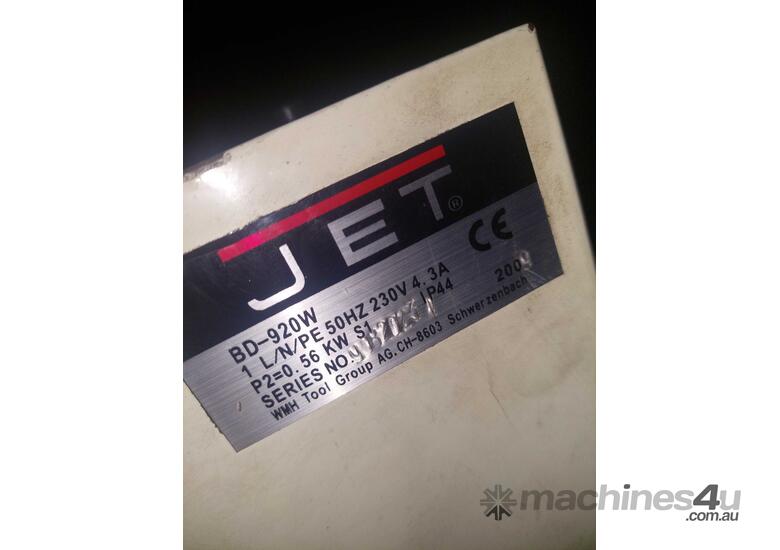 JET®
CE
BD-920W
1 L/N/PE 50HZ 230V 4.3A
P2=0.56 KW S1 IP44
SERIES NO.
WMH Tool Group AG.CH-8603 Schwerzenbach
machines4u
.com.au